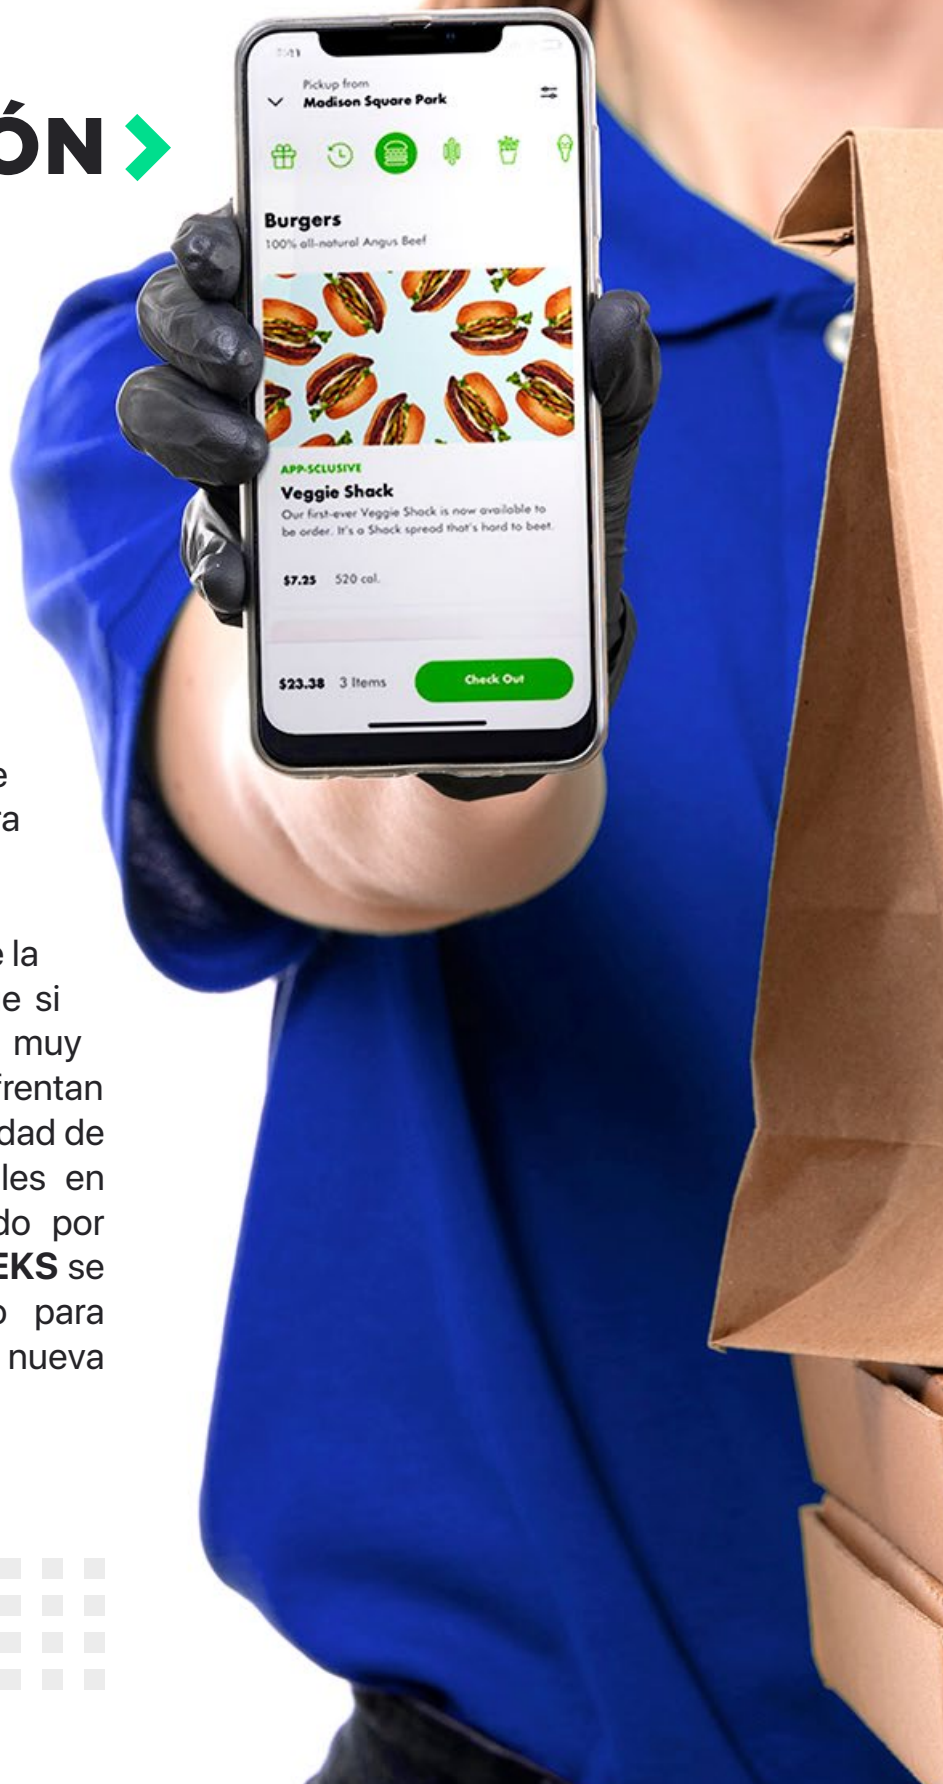 ÓN
Pickup from
Madison Square Park
Burgers
100% all-natural Angus Beef
APP-SCLUSIVE
Veggie Shack
Our first-ever Veggie Shack is now available to
be order. It's a Shack spread that's hard to beet.
$7.25 520 cal.
$23.38 3 Items Check Out
e
ra
e la
e si
muy
frentan
dad de
les en
do por
EKS se
o para
nueva